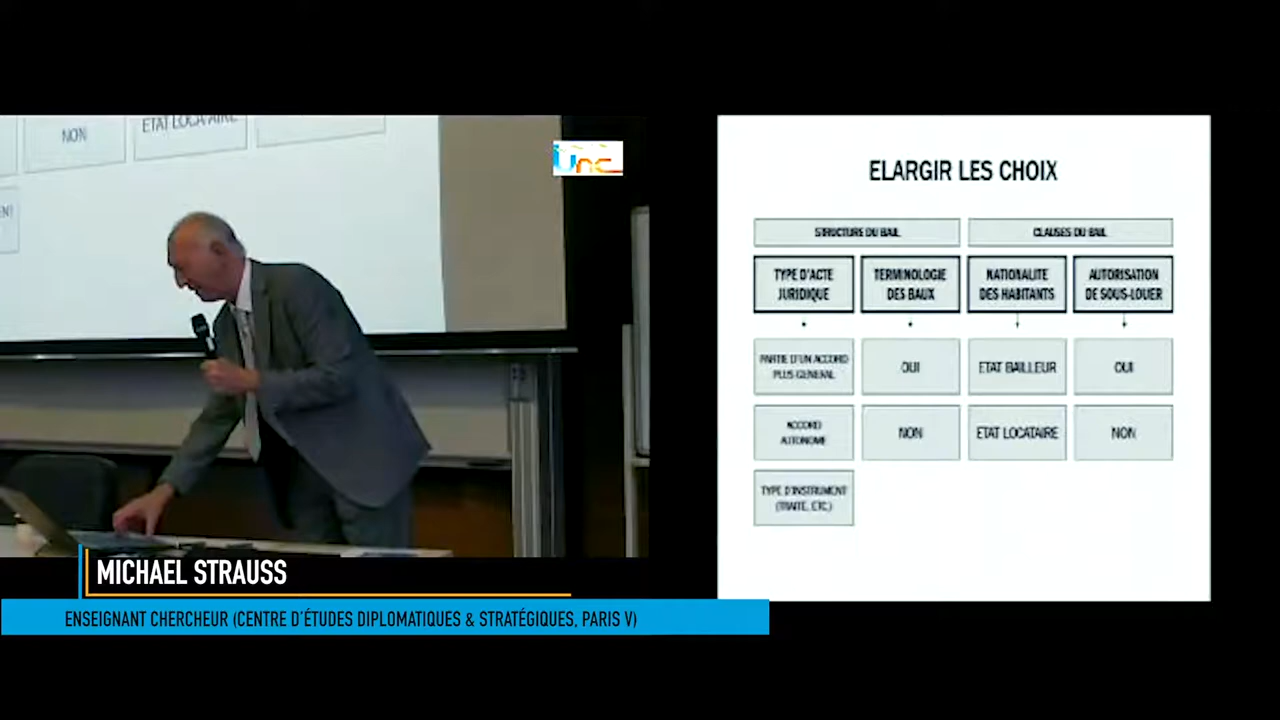 NON
ETAT LOCATAIRE
Unc
ELARGIR LES CHOIX
STRUCTURE DU BAIL
CLAUSES DU BAIL
TYPE D'ACTE
JURIDIQUE
TERMINOLOGIE
DES BAUX
NATIONALITE
DES HABITANTS
AUTORISATION
DE SOUS-LOUER
PARTIE D'UN ACCORD
PLUS GENERAL
OUI
ETAT BAILLEUR
OUI
ACCORD
AUTONOME
NON
ETAT LOCATAIRE
NON
TYPE D'INSTRUMENT
(TRAITE, ETC.)
MICHAEL STRAUSS
ENSEIGNANT CHERCHEUR (CENTRE D'ÉTUDES DIPLOMATIQUES & STRATÉGIQUES, PARIS V)